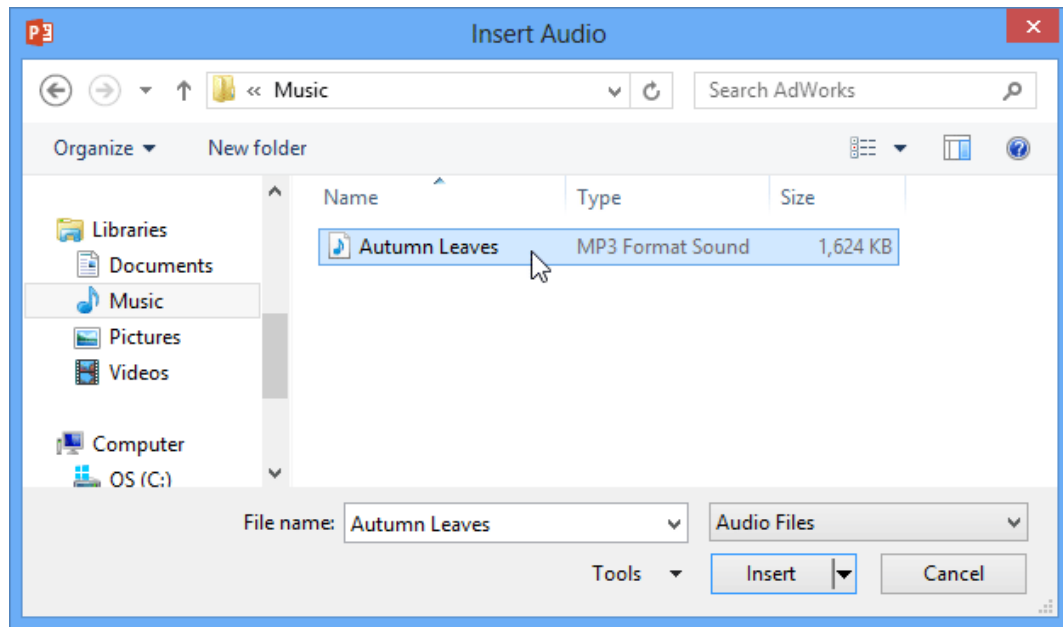 Insert Audio
« Music
Search AdWorks
Organize
New folder
Name Type Size
Libraries
Documents
Music
Pictures
Videos
Computer
OS (C:)
Autumn Leaves MP3 Format Sound 1,624 KB
File name: Autumn Leaves
Audio Files
Tools
Insert
Cancel